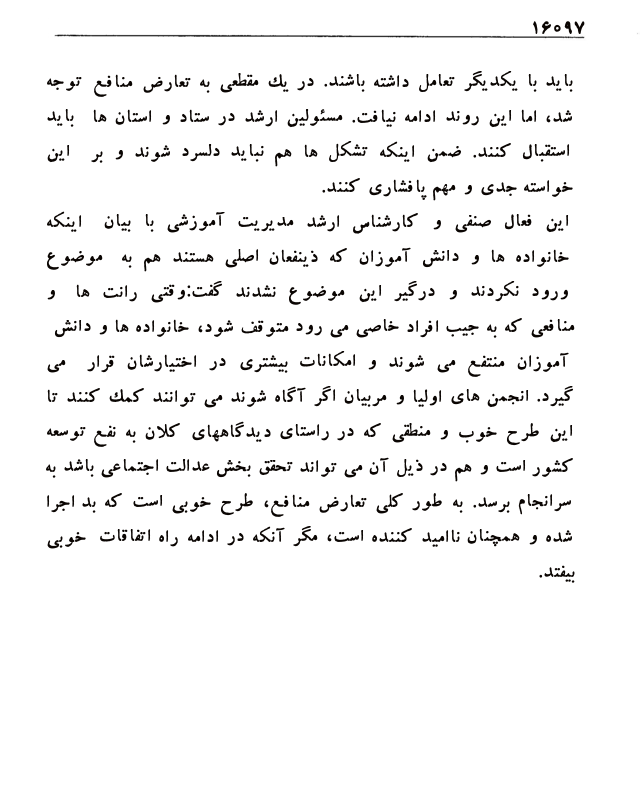 ۱۶۰۹۷
باید با یکدیگر تعامل داشته باشند. در یك مقطعی به تعارض منافع توجه
شد، اما این روند ادامه نیافت. مسئولین ارشد در ستاد و استان ها باید
استقبال کنند. ضمن اینکه تشکل ها هم نباید دلسرد شوند و بر این
خواسته جدی و مهم پافشاری کنند.
این فعال صنفی و کارشناس ارشد مدیریت آموزشی با بیان اینکه
خانواده ها و دانش آموزان که ذینفعان اصلی هستند هم به موضوع
ورود نکردند و درگیر این موضوع نشدند گفت:وقتی رانت ها و
منافعی که به جیب افراد خاصی می رود متوقف شود، خانواده ها و دانش
آموزان منتفع می شوند و امکانات بیشتری در اختیارشان قرار می
گیرد. انجمن های اولیا و مربیان اگر آگاه شوند می توانند کمك کنند تا
این طرح خوب و منطقی که در راستای دیدگاههای کلان به نفع توسعه
کشور است و هم در ذیل آن می تواند تحقق بخش عدالت اجتماعی باشد به
سرانجام برسد. به طور کلی تعارض منافع، طرح خوبی است که بد اجرا
شده و همچنان ناامید کننده است، مگر آنکه در ادامه راه اتفاقات خوبی
بیفتد.